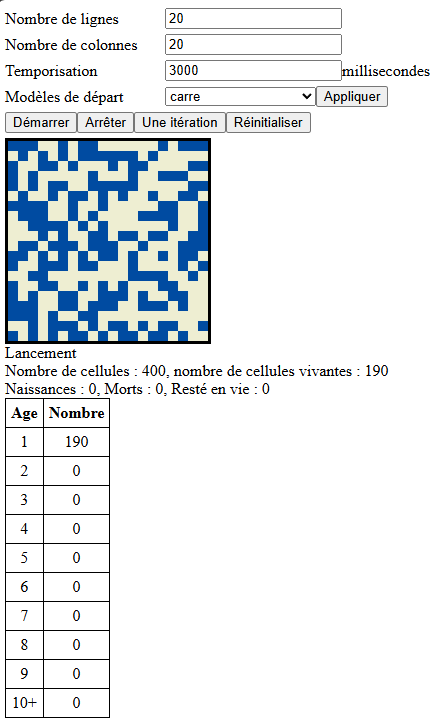 Nombre de lignes 20
Nombre de colonnes 20
Temporisation 3000 millisecondes
Modèles de départ carre Appliquer
Démarrer Arrêter Une itération Réinitialiser
Lancement
Nombre de cellules : 400, nombre de cellules vivantes : 190
Naissances : 0, Morts : 0, Resté en vie : 0
Age Nombre
1 190
2 0
3 0
4 0
5 0
6 0
7 0
8 0
9 0
10+ 0